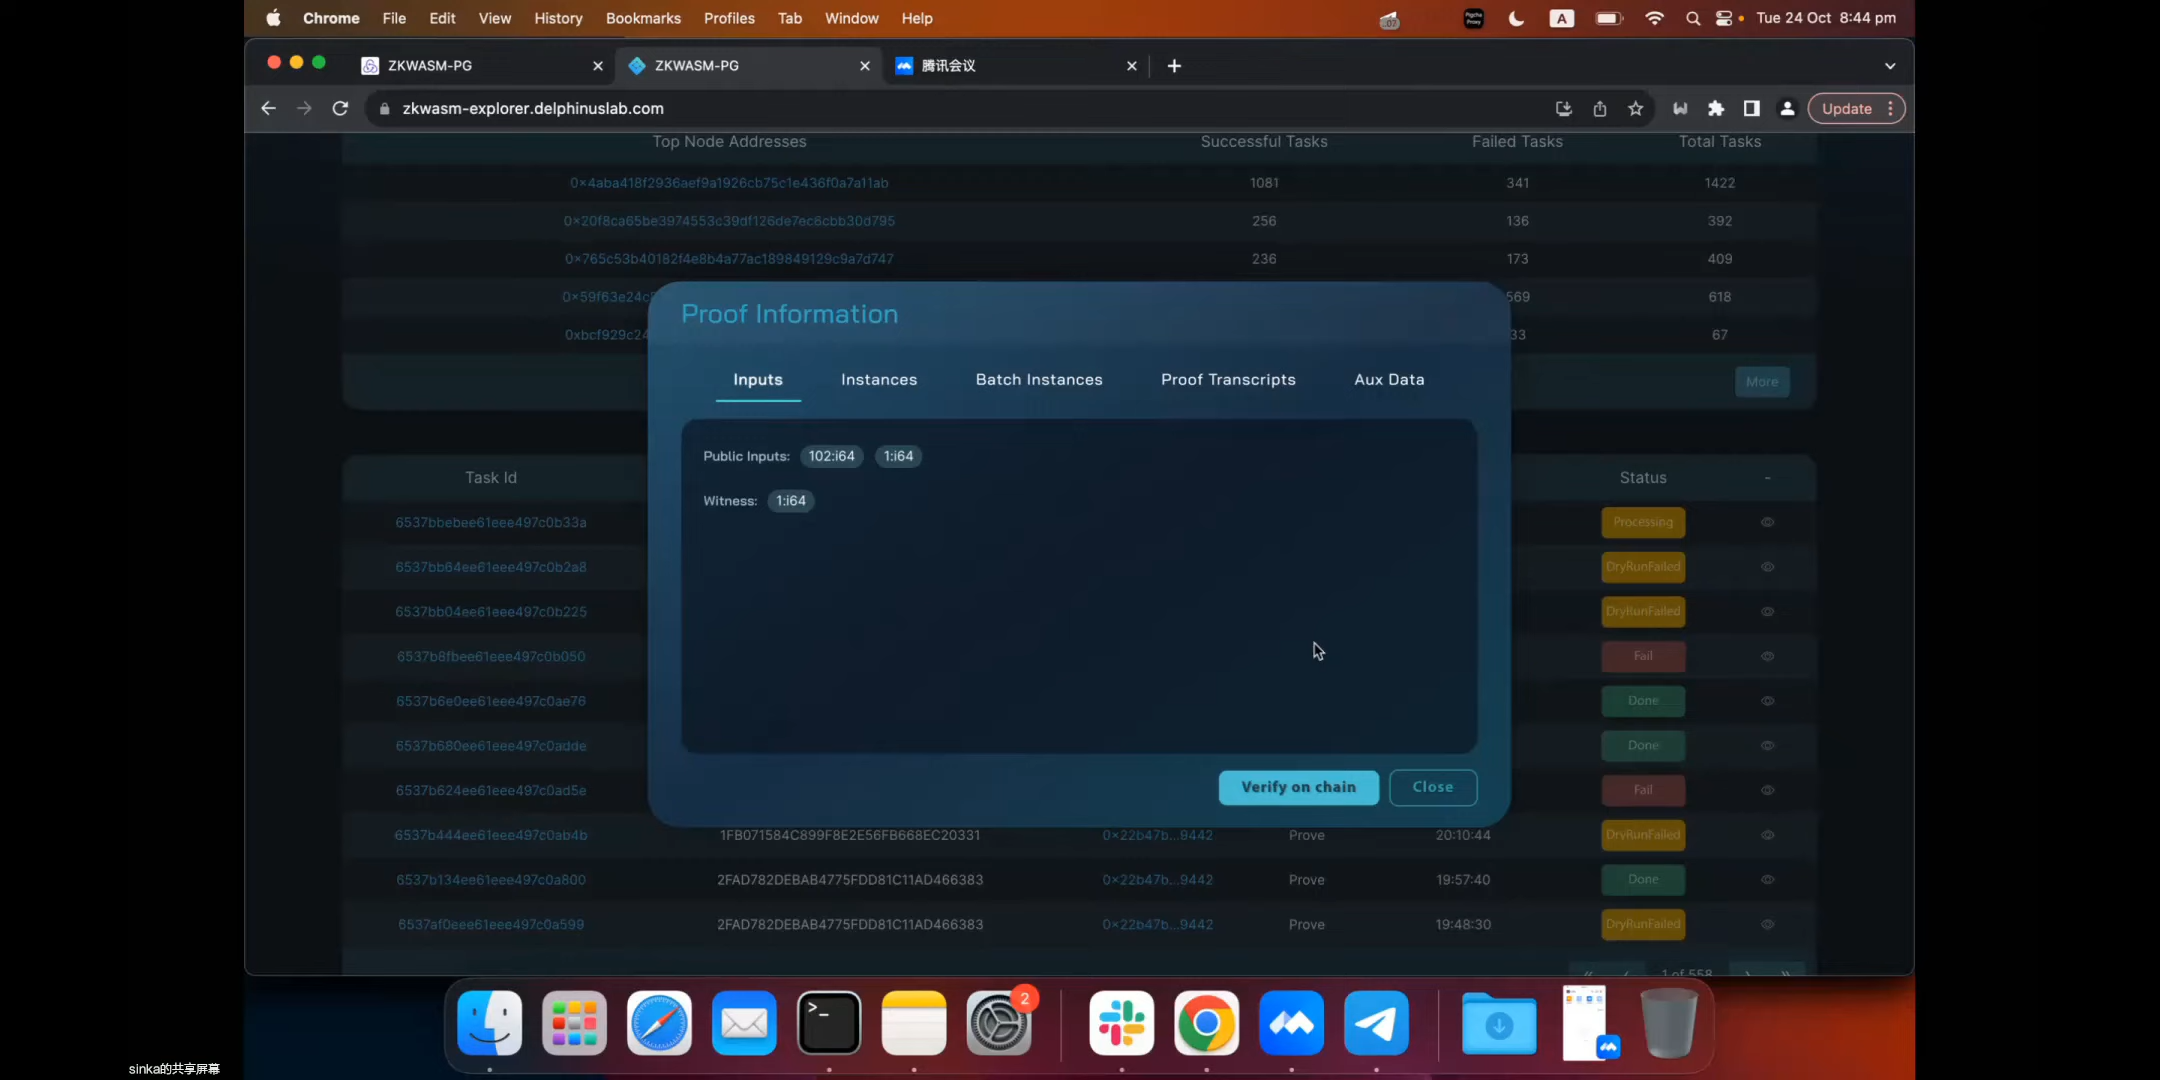 Chrome File Edit View History Bookmarks Profiles Tab Window Help
A Tue 24 Oct 8:44 pm
ZKWASM-PG ZKWASM-PG 腾讯会议
zkwasm-explorer.delphinuslab.com Update
Top Node Addresses Successful Tasks Failed Tasks Total Tasks
0x4aba418f2936aef9a1926cb75c1e436f0a7a11ab 1081 341 1422
0x20f8ca65be3974553c39df126de7ec6cbb30d795 256 136 392
0x765c53b40182f4e8b4a77ac189849129c9a7d747 236 173 409
0x59f63e24c 569 618
0xbcf929c24 33 67
More
Proof Information
Inputs Instances Batch Instances Proof Transcripts Aux Data
Public Inputs: 102:i64 1:i64
Witness: 1:i64
Verify on chain Close
Task Id Status -
6537bbebee61eee497c0b33a Processing
6537bb64ee61eee497c0b2a8 DryRunFailed
6537bb04ee61eee497c0b225 DryRunFailed
6537b8fbee61eee497c0b050 Fail
6537b6e0ee61eee497c0ae76 Done
6537b680ee61eee497c0adde Done
6537b624ee61eee497c0ad5e Fail
6537b444ee61eee497c0ab4b 1FB071584C899F8E2E56FB668EC20331 0x22b47b...9442 Prove 20:10:44 DryRunFailed
6537b134ee61eee497c0a800 2FAD782DEBAB4775FDD81C11AD466383 0x22b47b...9442 Prove 19:57:40 Done
6537af0eee61eee497c0a599 2FAD782DEBAB4775FDD81C11AD466383 0x22b47b...9442 Prove 19:48:30 DryRunFailed
« ‹ 1 of 558 › »
2
sinka的共享屏幕